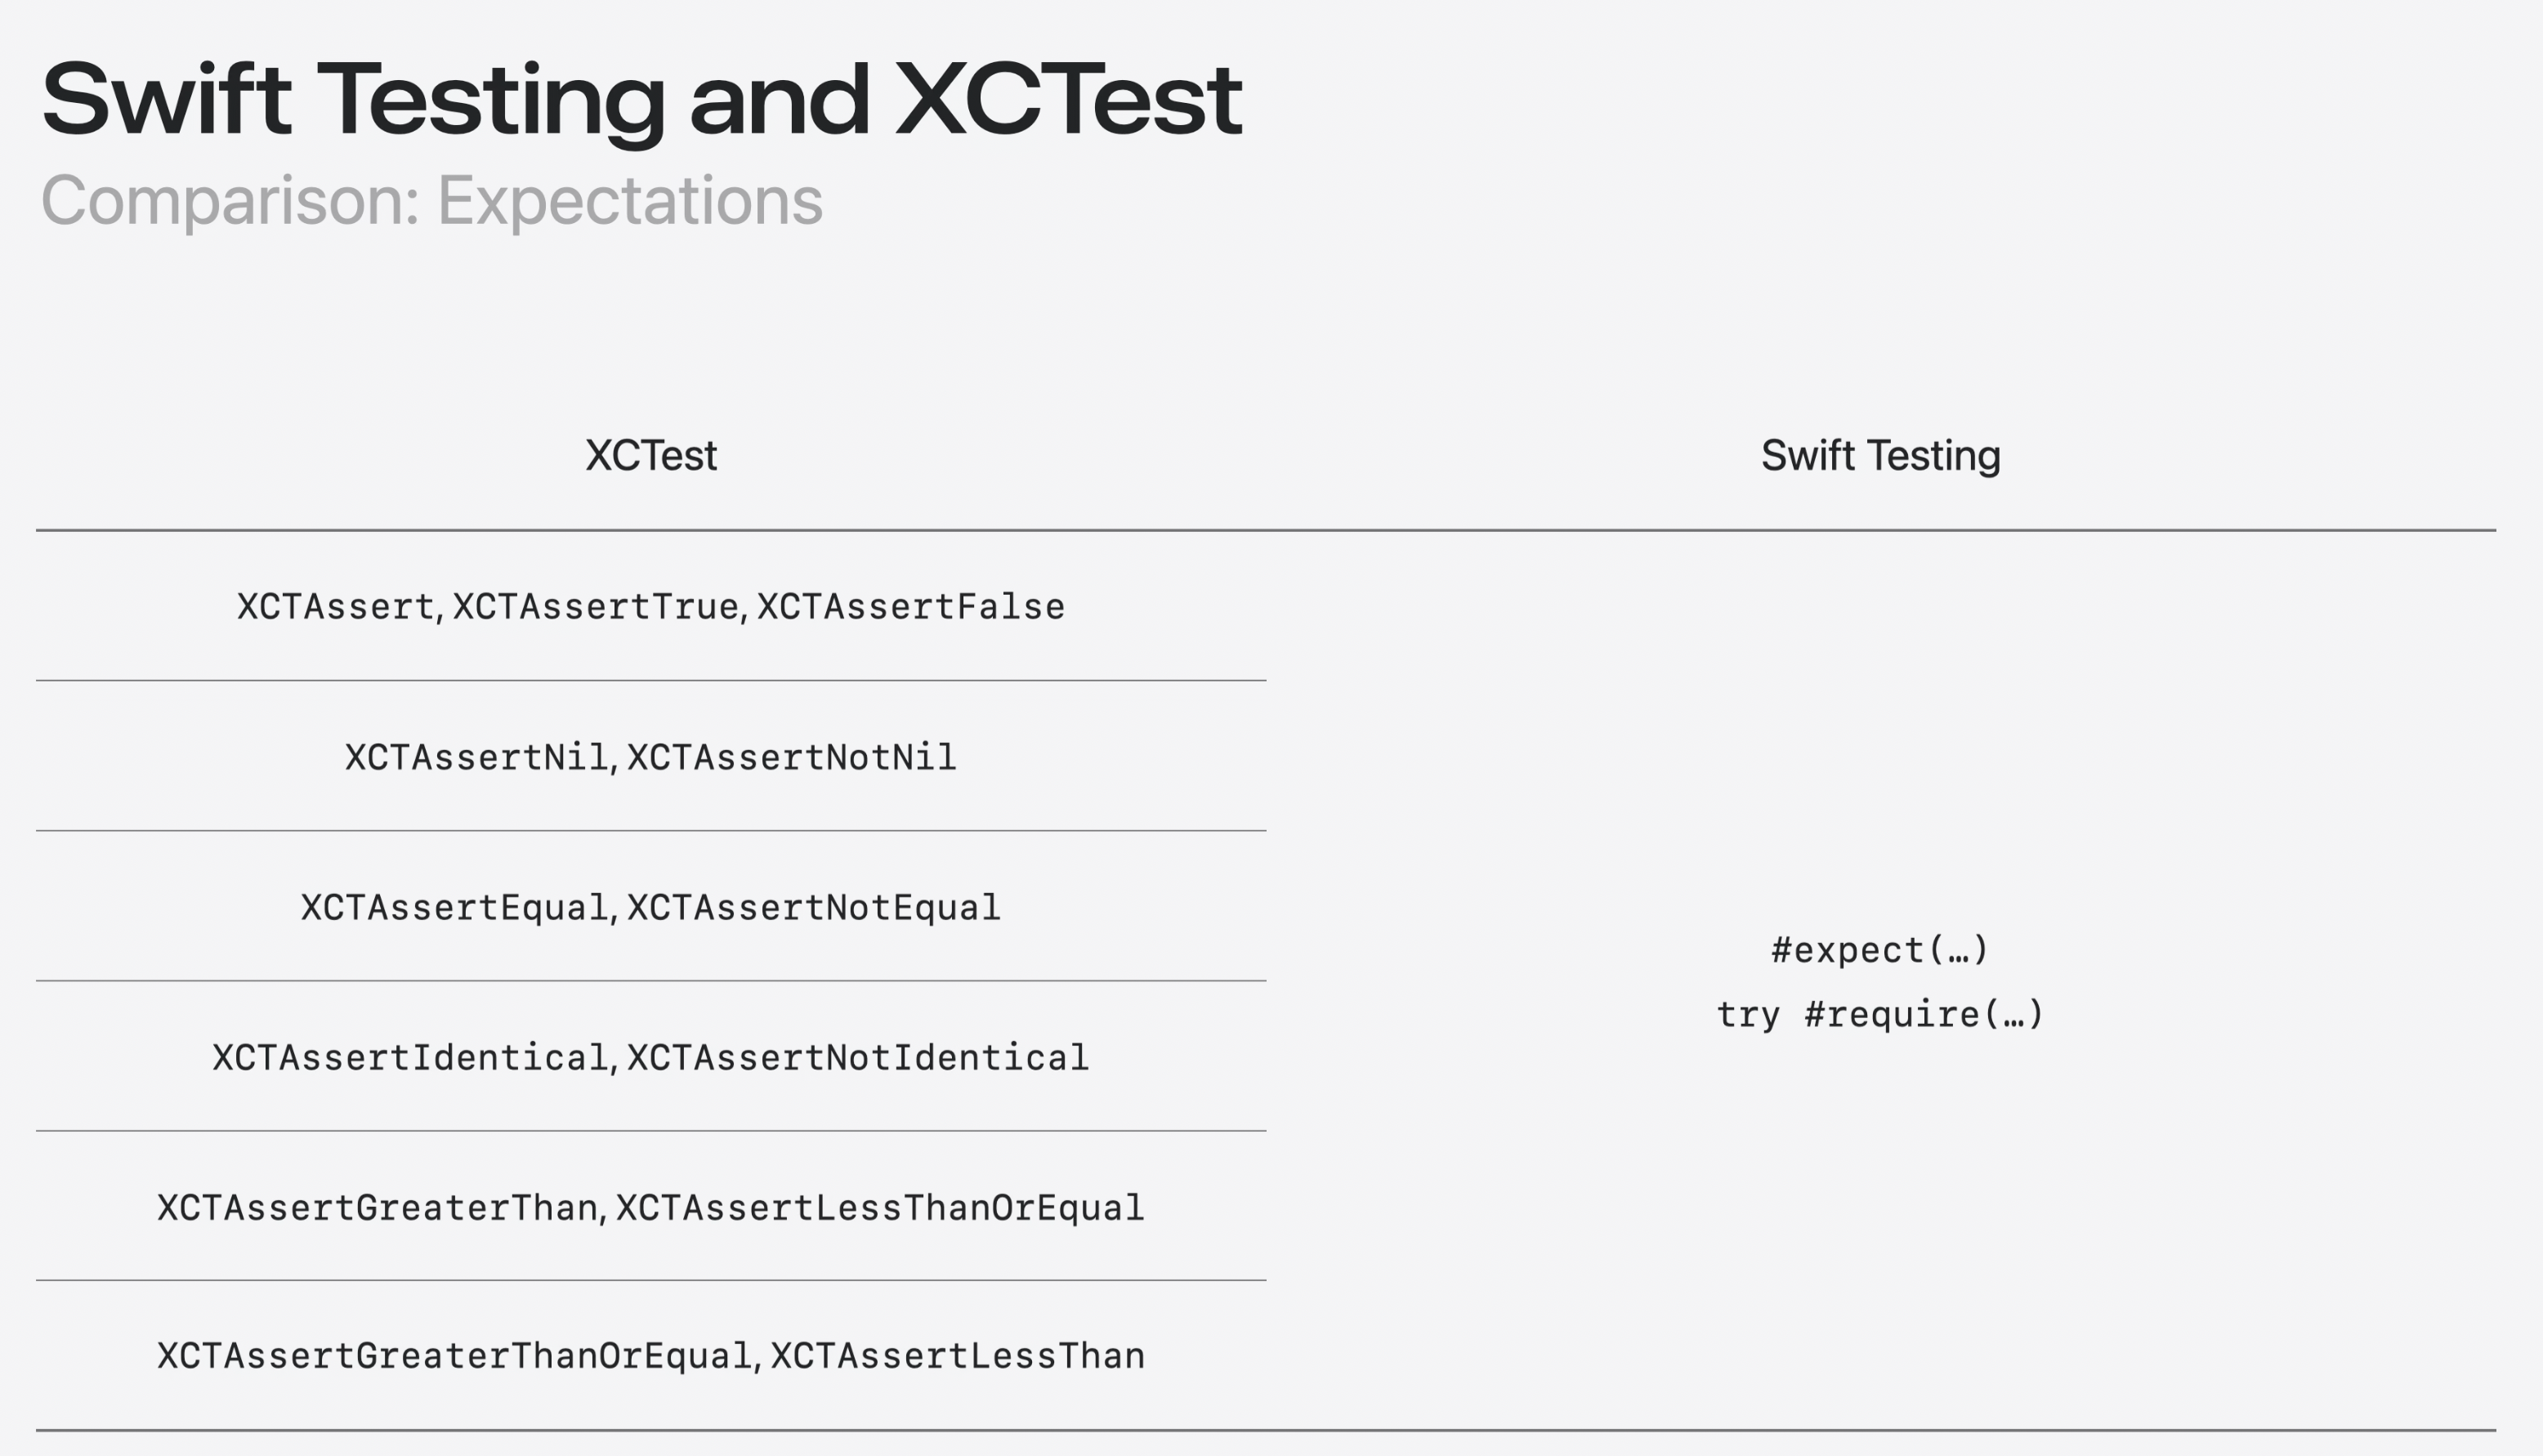 Swift Testing and XCTest
Comparison: Expectations
XCTest
Swift Testing
XCTAssert, XCTAssertTrue, XCTAssertFalse
XCTAssertNil, XCTAssertNotNil
XCTAssertEqual, XCTAssertNotEqual
XCTAssertIdentical, XCTAssertNotIdentical
XCTAssertGreaterThan, XCTAssertLessThanOrEqual
XCTAssertGreaterThanOrEqual, XCTAssertLessThan
#expect(…)
try #require(…)